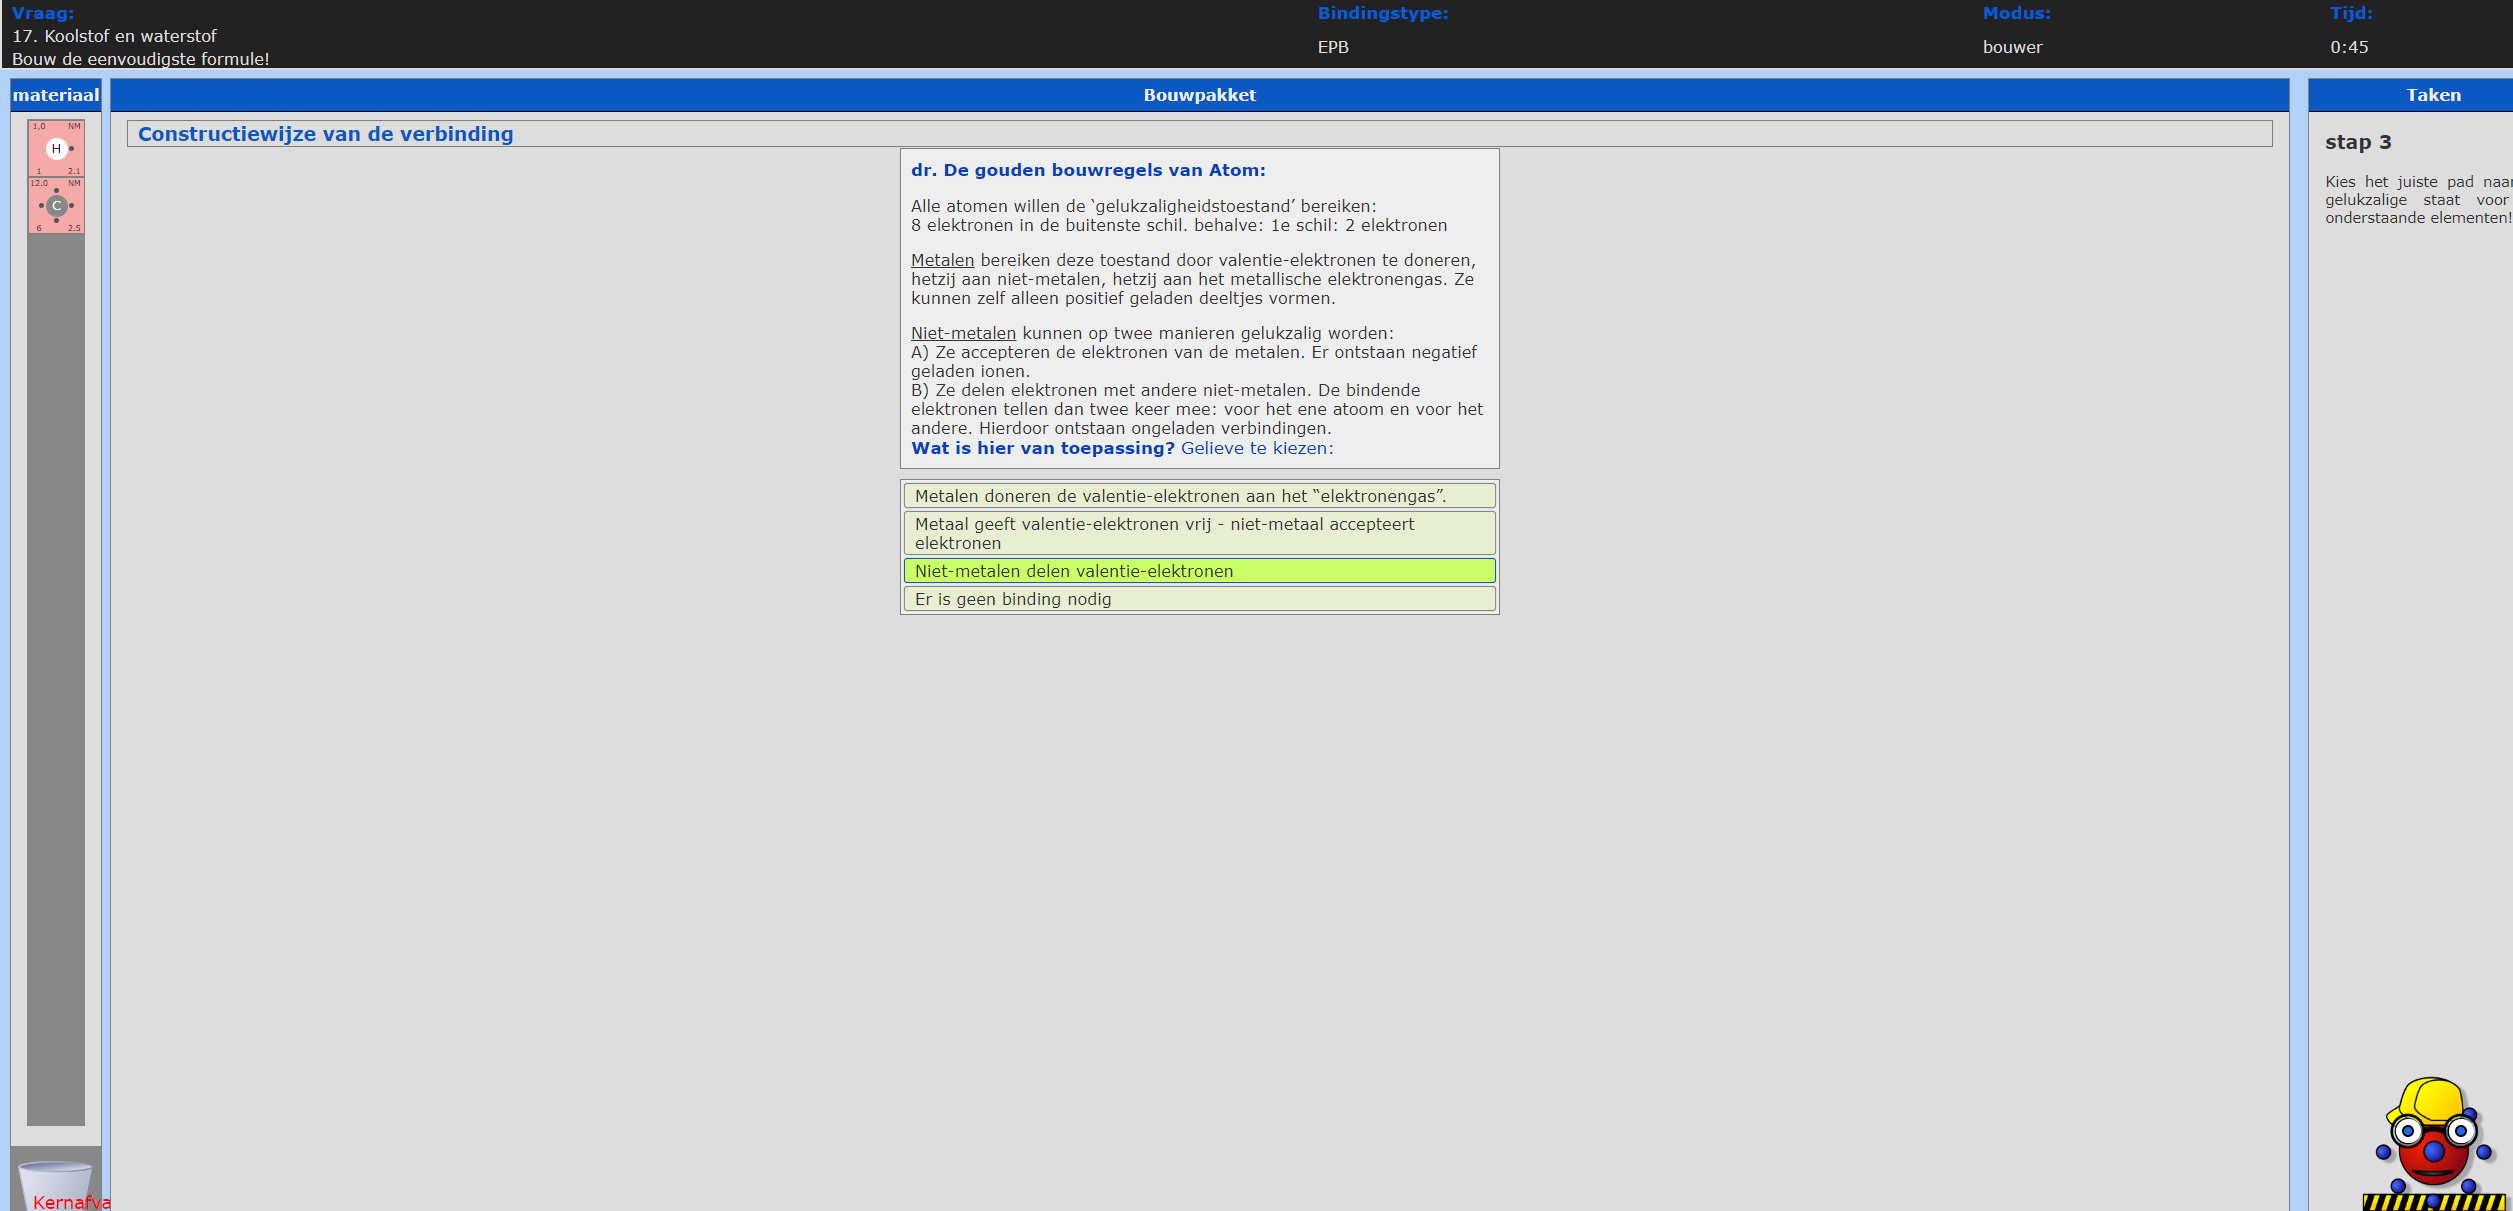 Vraag:
17. Koolstof en waterstof
Bouw de eenvoudigste formule!
Bindingstype:
EPB
Modus:
bouwer
Tijd:
0:45
materiaal
1,0 NM
H
1 2.1
12.0 NM
C
6 2.5
Kernafva
Bouwpakket
Constructiewijze van de verbinding
dr. De gouden bouwregels van Atom:
Alle atomen willen de ‘gelukzaligheidstoestand’ bereiken:
8 elektronen in de buitenste schil. behalve: 1e schil: 2 elektronen
Metalen bereiken deze toestand door valentie-elektronen te doneren,
hetzij aan niet-metalen, hetzij aan het metallische elektronengas. Ze
kunnen zelf alleen positief geladen deeltjes vormen.
Niet-metalen kunnen op twee manieren gelukzalig worden:
A) Ze accepteren de elektronen van de metalen. Er ontstaan negatief
geladen ionen.
B) Ze delen elektronen met andere niet-metalen. De bindende
elektronen tellen dan twee keer mee: voor het ene atoom en voor het
andere. Hierdoor ontstaan ongeladen verbindingen.
Wat is hier van toepassing? Gelieve te kiezen:
Metalen doneren de valentie-elektronen aan het “elektronengas”.
Metaal geeft valentie-elektronen vrij - niet-metaal accepteert
elektronen
Niet-metalen delen valentie-elektronen
Er is geen binding nodig
Taken
stap 3
Kies het juiste pad naar
gelukzalige staat voor
onderstaande elementen!